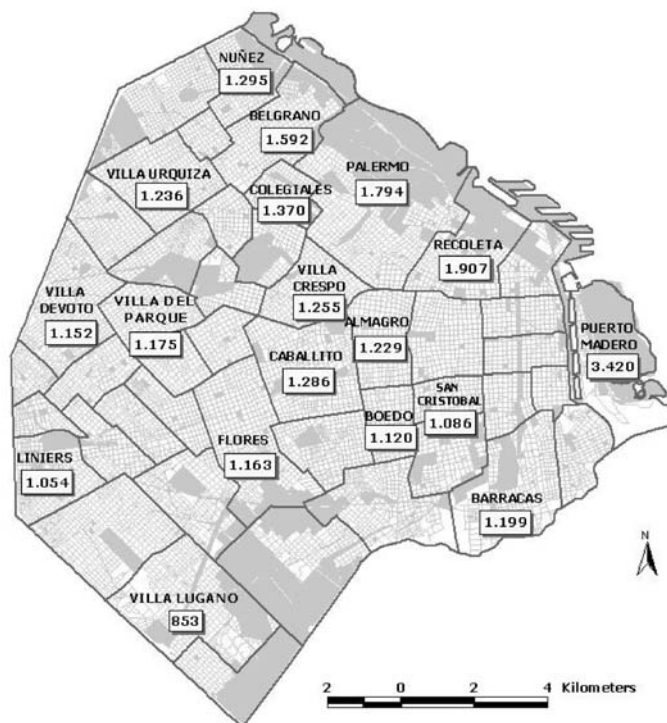 NUÑEZ
1.295
BELGRANO
1.592
PALERMO
1.794
VILLA URQUIZA
1.236
COLEGIALES
1.370
RECOLETA
1.907
VILLA
CRESPO
1.255
VILLA
DEVOTO
1.152
VILLA DEL
PARQUE
1.175
ALMAGRO
1.229
PUERTO
MADERO
3.420
CABALLITO
1.286
SAN
CRISTOBAL
1.086
BOEDO
1.120
FLORES
1.163
LINIERS
1.054
BARRACAS
1.199
N
VILLA LUGANO
853
2 0 2 4 Kilometers